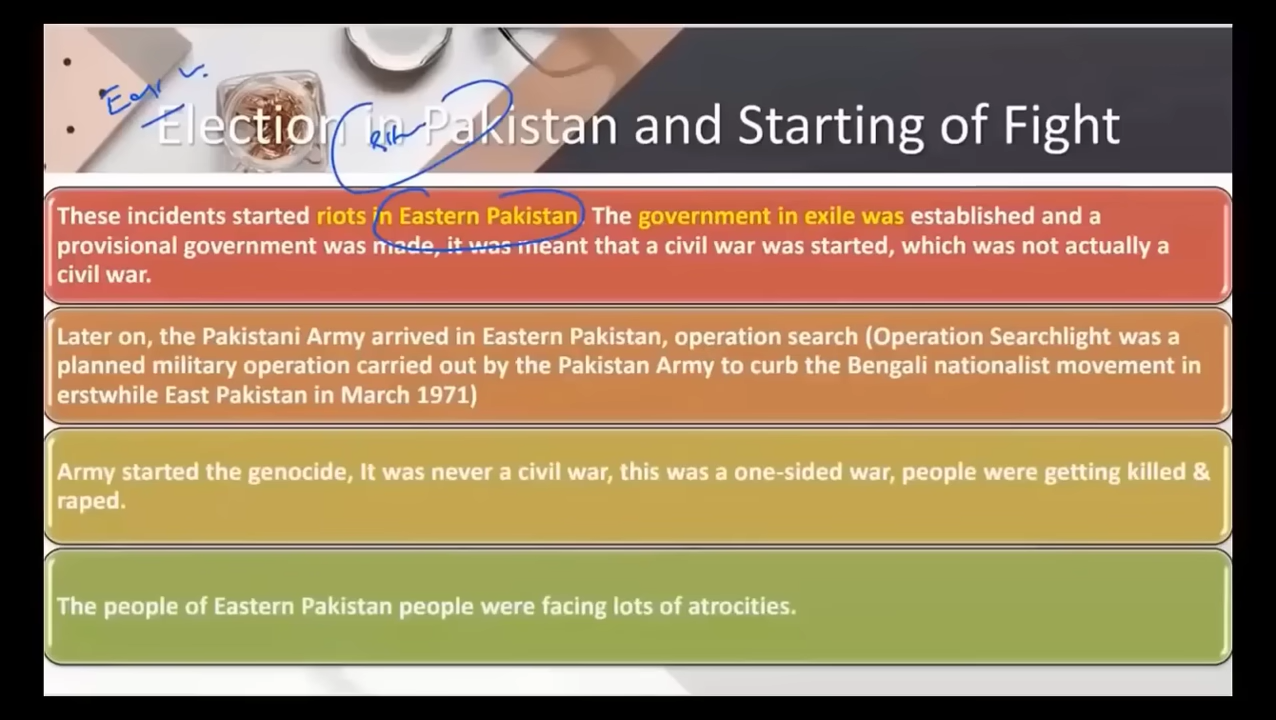 Election in Pakistan and Starting of Fight
These incidents started riots in Eastern Pakistan. The government in exile was established and a
provisional government was made, it was meant that a civil war was started, which was not actually a
civil war.
Later on, the Pakistani Army arrived in Eastern Pakistan, operation search (Operation Searchlight was a
planned military operation carried out by the Pakistan Army to curb the Bengali nationalist movement in
erstwhile East Pakistan in March 1971)
Army started the genocide, It was never a civil war, this was a one-sided war, people were getting killed &
raped.
The people of Eastern Pakistan people were facing lots of atrocities.